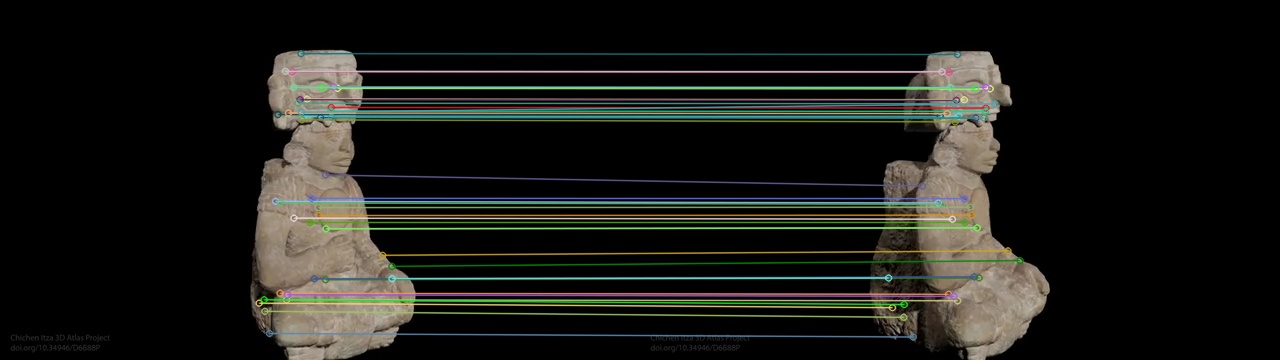 Chichen Itza 3D Atlas Project
doi.org/10.34946/D6B88P
Chichen Itza 3D Atlas Project
doi.org/10.34946/D6B88P